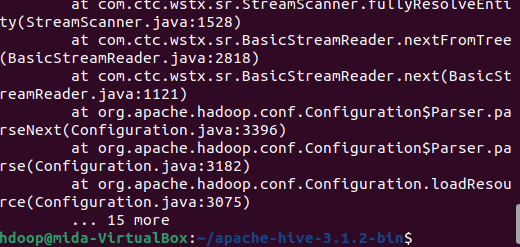 at com.ctc.wstx.sr.StreamScanner.fullyResolveEnti
ty(StreamScanner.java:1528)
at com.ctc.wstx.sr.BasicStreamReader.nextFromTree
(BasicStreamReader.java:2818)
at com.ctc.wstx.sr.BasicStreamReader.next(BasicSt
reamReader.java:1121)
at org.apache.hadoop.conf.Configuration$Parser.pa
rseNext(Configuration.java:3396)
at org.apache.hadoop.conf.Configuration$Parser.pa
rse(Configuration.java:3182)
at org.apache.hadoop.conf.Configuration.loadResou
rce(Configuration.java:3075)
... 15 more
hdoop@mida-VirtualBox:~/apache-hive-3.1.2-bin$